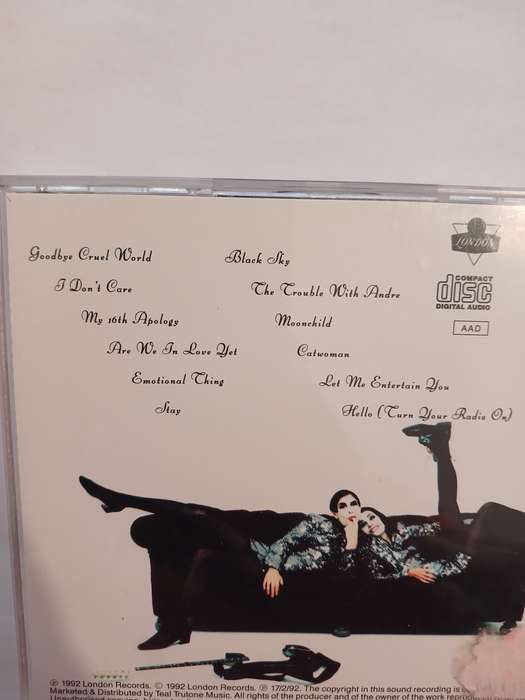 Goodbye Cruel World
I Don't Care
My 16th Apology
Are We In Love Yet
Emotional Thing
Stay
Black Sky
The Trouble With Andre
Moonchild
Catwoman
Let Me Entertain You
Hello (Turn Your Radio On)
LONDON
COMPACT
disc
DIGITAL AUDIO
AAD
℗ 1992 London Records. © 1992 London Records. ℗ 17/2/92. The copyright in this sound recording is
Marketed & Distributed by Teal Trutone Music. All rights of the producer and of the owner of the work